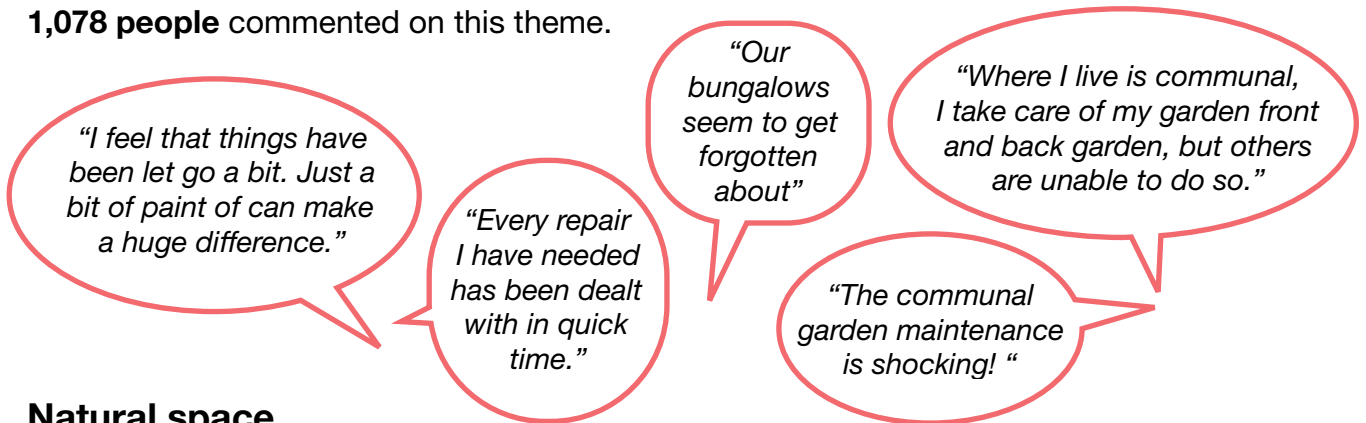 1,078 people commented on this theme.
“I feel that things have
been let go a bit. Just a
bit of paint of can make
a huge difference.”
“Every repair
I have needed
has been dealt
with in quick
time.”
“Our
bungalows
seem to get
forgotten
about”
“Where I live is communal,
I take care of my garden front
and back garden, but others
are unable to do so.”
“The communal
garden maintenance
is shocking! “
Natural space